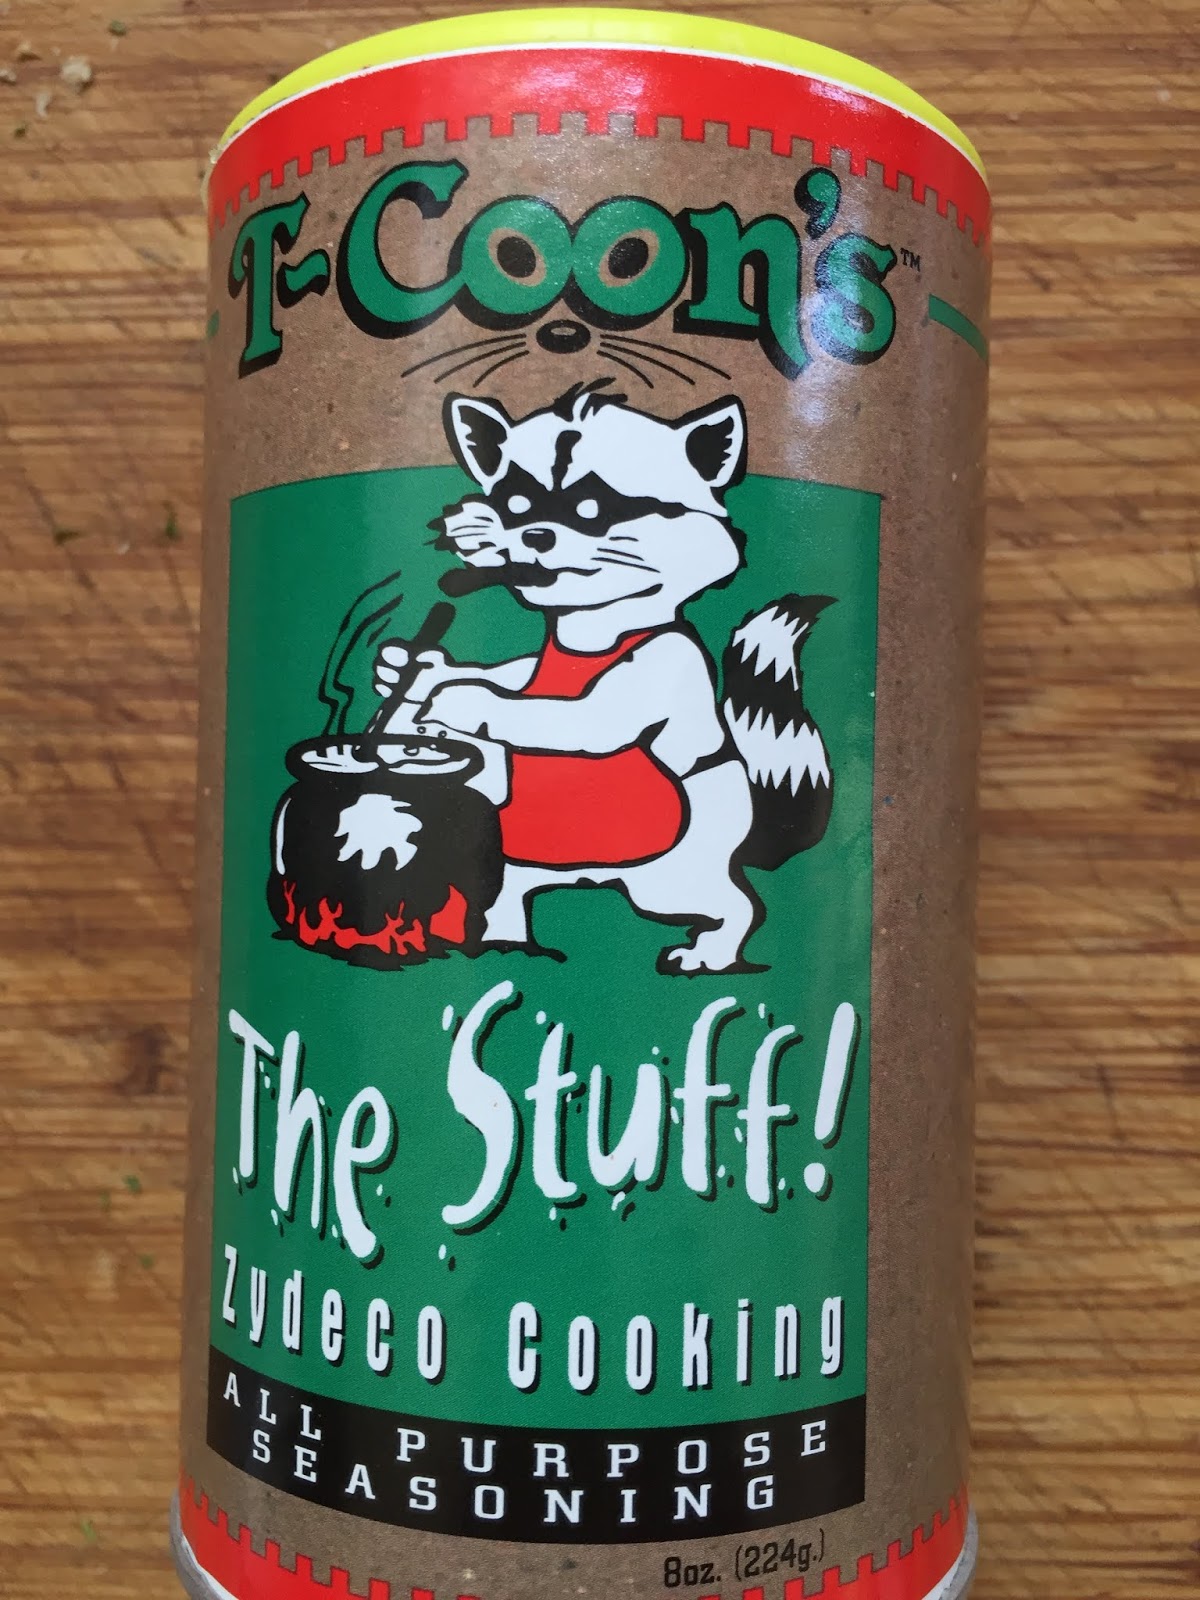 T-Coon's™
The Stuff!
Zydeco Cooking
ALL PURPOSE
SEASONING
8oz. (224g.)